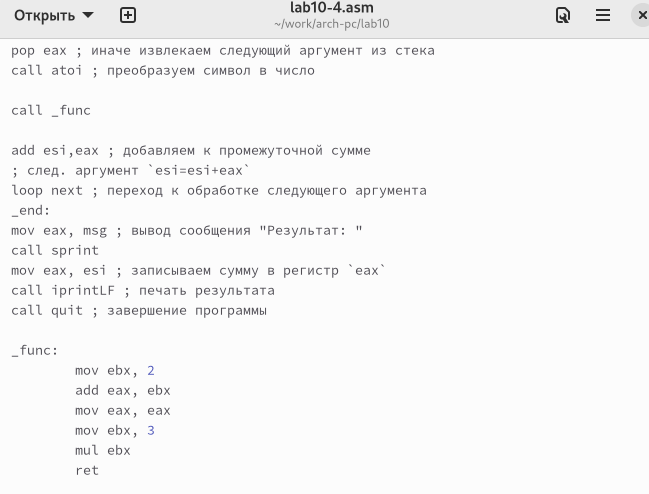 Открыть
lab10-4.asm
~/work/arch-pc/lab10
pop eax ; иначе извлекаем следующий аргумент из стека
call atoi ; преобразуем символ в число
call _func
add esi,eax ; добавляем к промежуточной сумме
; след. аргумент `esi=esi+eax`
loop next ; переход к обработке следующего аргумента
_end:
mov eax, msg ; вывод сообщения "Результат: "
call sprint
mov eax, esi ; записываем сумму в регистр `eax`
call iprintLF ; печать результата
call quit ; завершение программы
_func:
mov ebx, 2
add eax, ebx
mov eax, eax
mov ebx, 3
mul ebx
ret